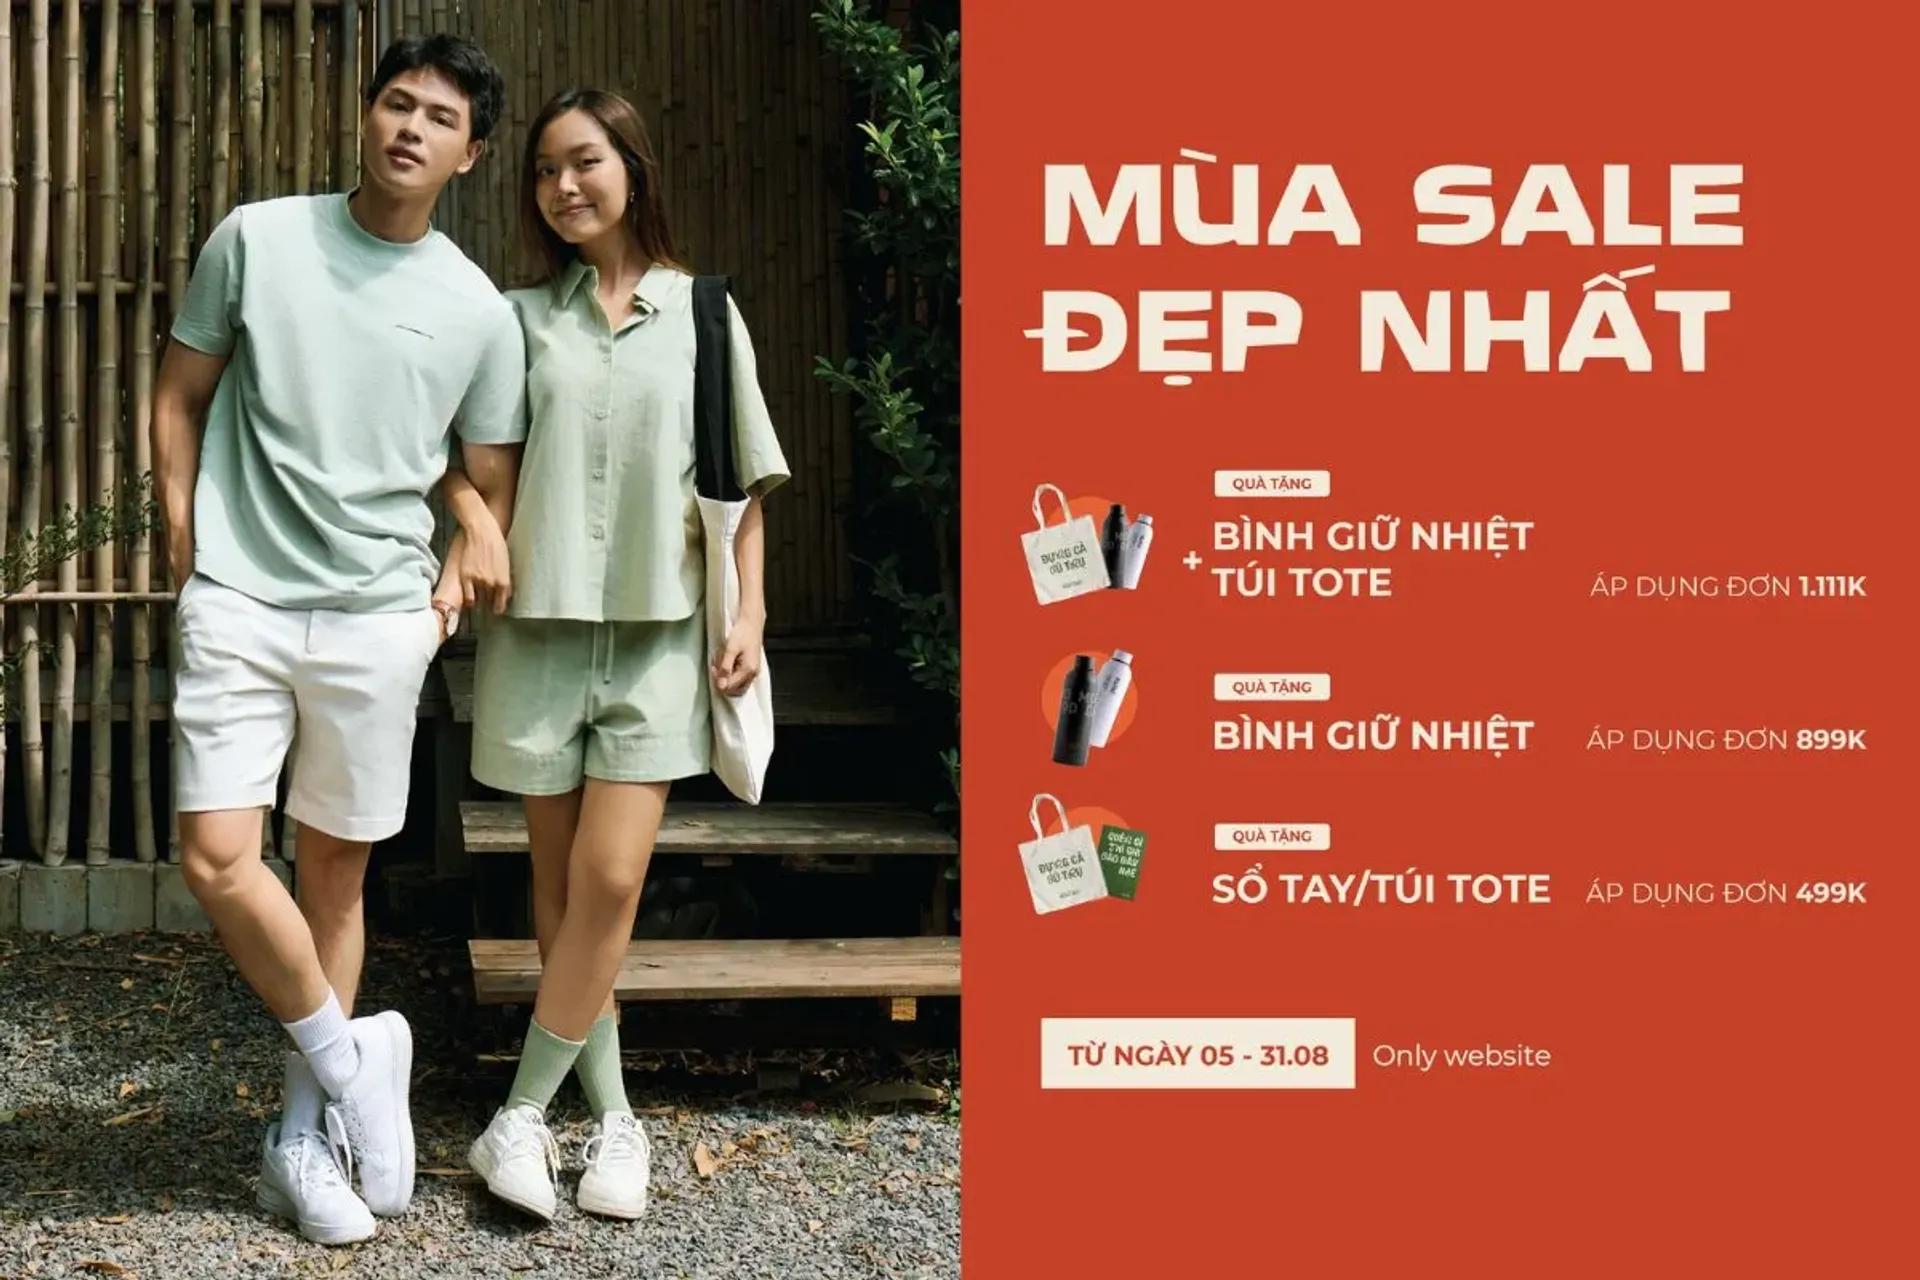 MÙA SALE
ĐẸP NHẤT
QUÀ TẶNG
+ BÌNH GIỮ NHIỆT
TÚI TOTE
ÁP DỤNG ĐƠN 1.111K
QUÀ TẶNG
BÌNH GIỮ NHIỆT
ÁP DỤNG ĐƠN 899K
QUÀ TẶNG
SỔ TAY/TÚI TOTE
ÁP DỤNG ĐƠN 499K
TỪ NGÀY 05 - 31.08
Only website